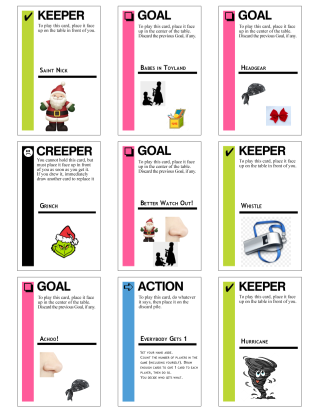 KEEPER
To play this card, place it face
up on the table in front of you.
Saint Nick
GOAL
To play this card, place it face
up in the center of the table.
Discard the previous Goal, if any.
Babes in Toyland
GOAL
To play this card, place it face
up in the center of the table.
Discard the previous Goal, if any.
Headgear
CREEPER
You cannot hold this card, but
must place it face up in front
of you as soon as you get it.
If you drew it, immediately
draw another card to replace it.
Grinch
GOAL
To play this card, place it face
up in the center of the table.
Discard the previous Goal, if any.
Better Watch Out!
KEEPER
To play this card, place it face
up on the table in front of you.
Whistle
GOAL
To play this card, place it face
up in the center of the table.
Discard the previous Goal, if any.
Achoo!
ACTION
To play this card, do whatever
it says, then place it on the
discard pile.
Everybody Gets 1
Set your hand aside.
Count the number of players in the
game (including yourself). Draw
enough cards to give 1 card to each
player, then do so.
You decide who gets what.
KEEPER
To play this card, place it face
up on the table in front of you.
Hurricane